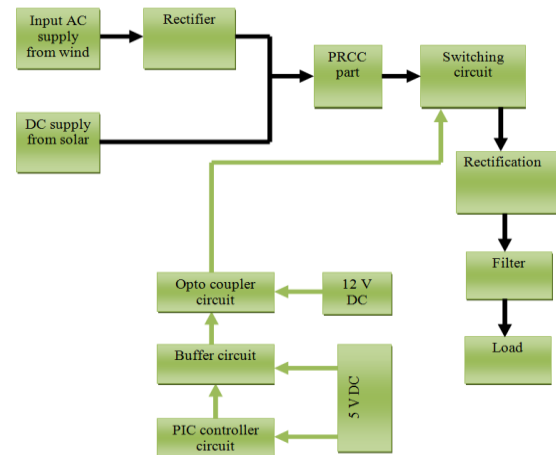 Input AC
supply
from wind
Rectifier
PRCC
part
Switching
circuit
DC supply
from solar
Rectification
Filter
Opto coupler
circuit
12 V
DC
Load
Buffer circuit
5 V DC
PIC controller
circuit